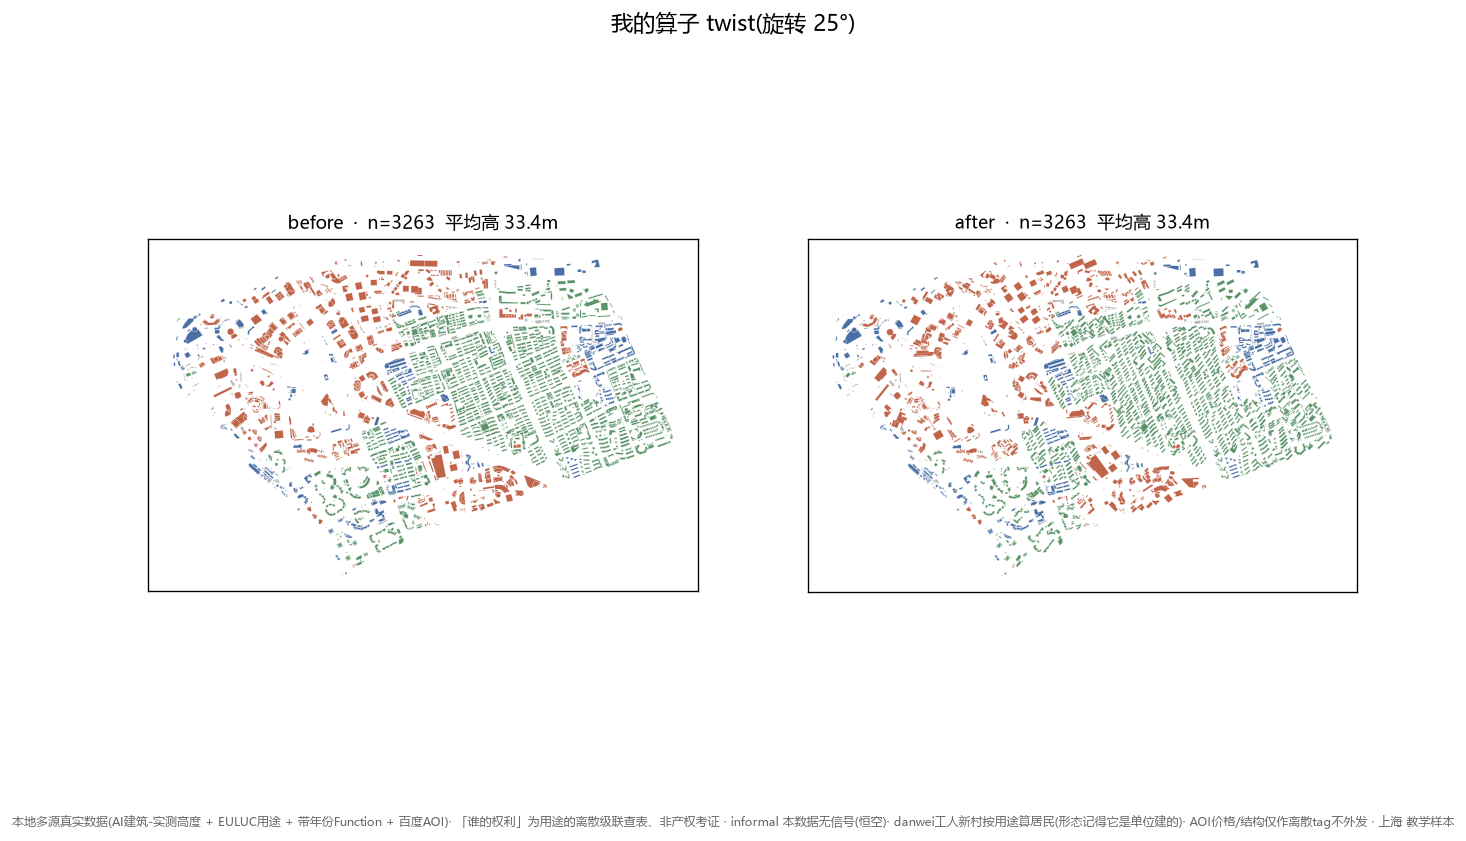 我的算子 twist(旋转 25°)
before · n=3263 平均高 33.4m
after · n=3263 平均高 33.4m
本地多源真实数据(AI建筑-实测高度 + EULUC用途 + 带年份Function + 百度AOI)· 「谁的权利」为用途的离散级联查表、非产权考证 · informal 本数据无信号(恒空)· danwei工人新村按用途算居民(形态记得它是单位建的)· AOI价格/结构仅作离散tag不外发 · 上海 教学样本